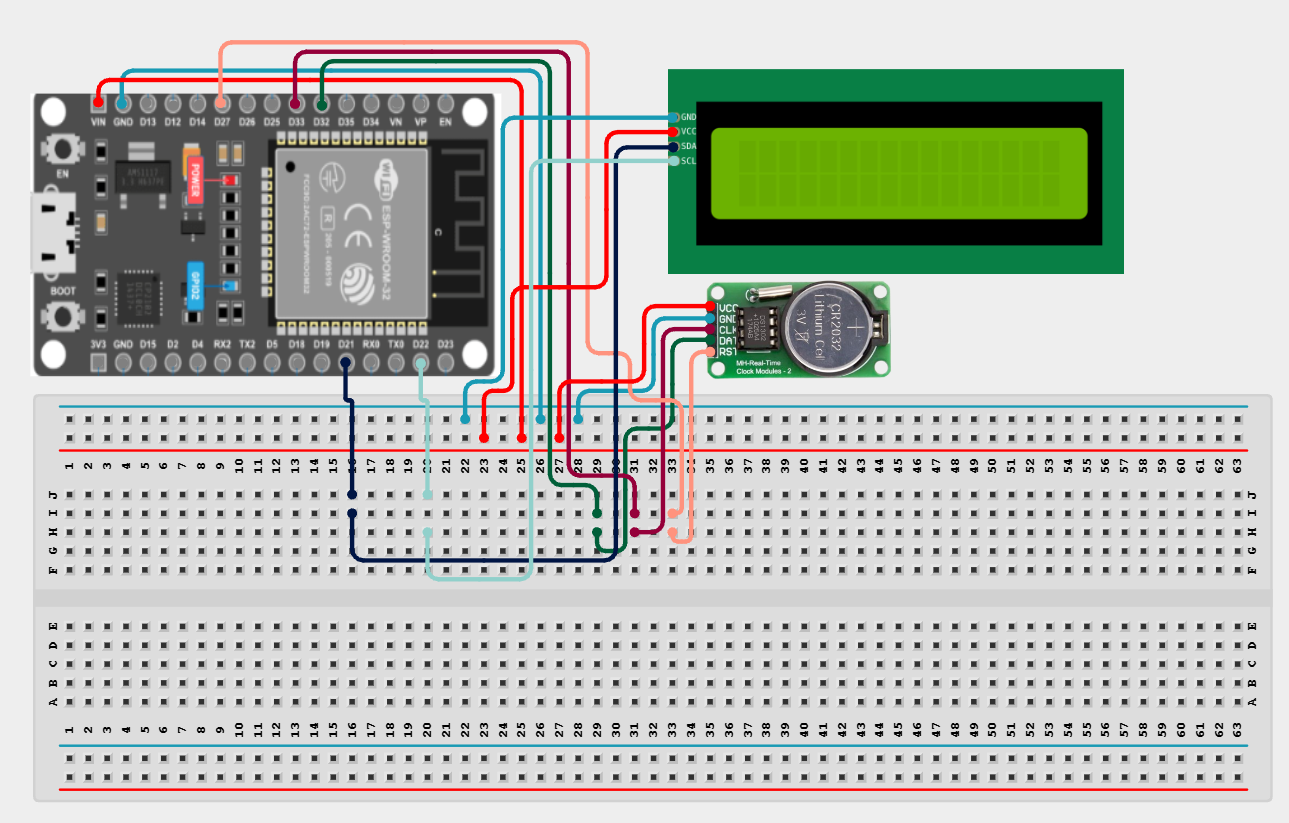 VIN GND D13 D12 D14 D27 D26 D25 D33 D32 D35 D34 VN VP EN
EN
POWER
AM1117
WiFi
ESP-WROOM-32
CE
R
C
GPIO2
BOOT
3V3 GND D15 D2 D4 RX2 TX2 D5 D18 D19 D21 RX0 TX0 D22 D23
GND
VCC
SDA
SCL
VCC
GND
CLK
DAT
RST
CR2032
Lithium Cell
3V
+
MH-Real-Time
Clock Modules - 2
1 2 3 4 5 6 7 8 9 10 11 12 13 14 15 16 17 18 19 20 21 22 23 24 25 26 27 28 29 30 31 32 33 34 35 36 37 38 39 40 41 42 43 44 45 46 47 48 49 50 51 52 53 54 55 56 57 58 59 60 61 62 63
J J
I I
H H
G G
F F
E E
D D
C C
B B
A A
1 2 3 4 5 6 7 8 9 10 11 12 13 14 15 16 17 18 19 20 21 22 23 24 25 26 27 28 29 30 31 32 33 34 35 36 37 38 39 40 41 42 43 44 45 46 47 48 49 50 51 52 53 54 55 56 57 58 59 60 61 62 63